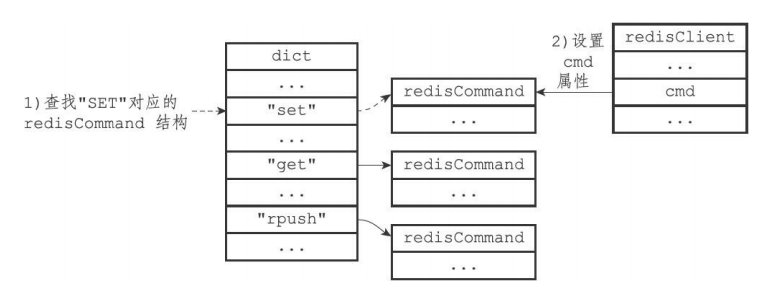 1)查找"SET"对应的
redisCommand 结构
dict
...
"set"
...
"get"
...
"rpush"
...
redisCommand
...
redisCommand
...
redisCommand
...
2)设置
cmd
属性
redisClient
...
cmd
...